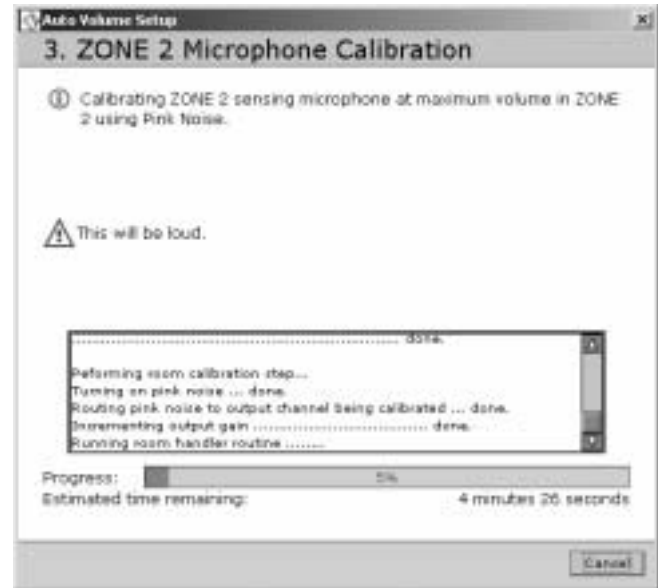 Auto Volume Setup
3. ZONE 2 Microphone Calibration
Calibrating ZONE 2 sensing microphone at maximum volume in ZONE
2 using Pink Noise.
This will be loud.
................................................................ done.
Peforming room calibration step...
Turning on pink noise ... done.
Routing pink noise to output channel being calibrated ... done.
Incrementing output gain ................................. done.
Running room handler routine ........
Progress: 5%
Estimated time remaining: 4 minutes 26 seconds
Cancel